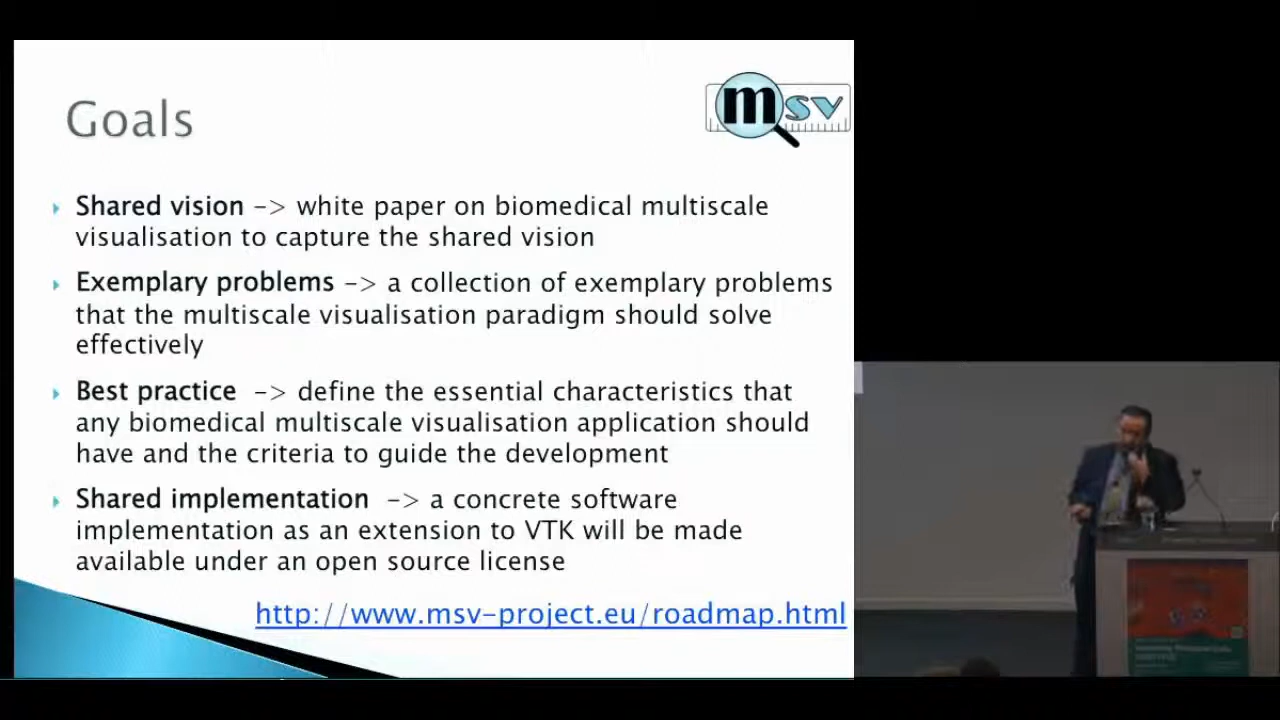 Goals
msv
Shared vision -> white paper on biomedical multiscale
visualisation to capture the shared vision
Exemplary problems -> a collection of exemplary problems
that the multiscale visualisation paradigm should solve
effectively
Best practice -> define the essential characteristics that
any biomedical multiscale visualisation application should
have and the criteria to guide the development
Shared implementation -> a concrete software
implementation as an extension to VTK will be made
available under an open source license
http://www.msv-project.eu/roadmap.html